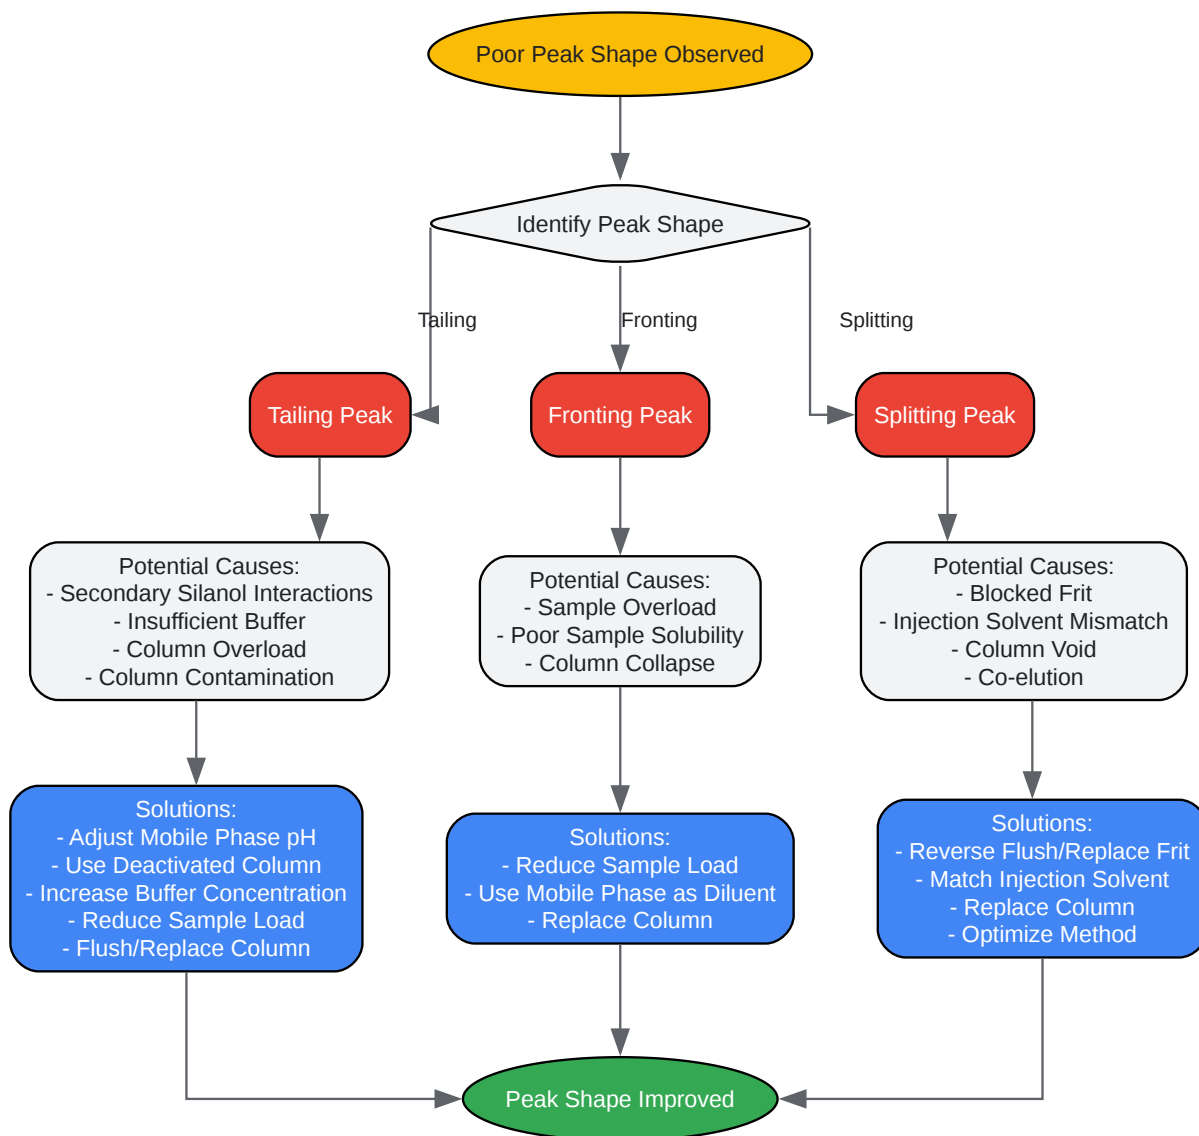 Poor Peak Shape Observed
Identify Peak Shape
Tailing
Fronting
Splitting
Tailing Peak
Fronting Peak
Splitting Peak
Potential Causes:
- Secondary Silanol Interactions
- Insufficient Buffer
- Column Overload
- Column Contamination
Potential Causes:
- Sample Overload
- Poor Sample Solubility
- Column Collapse
Potential Causes:
- Blocked Frit
- Injection Solvent Mismatch
- Column Void
- Co-elution
Solutions:
- Adjust Mobile Phase pH
- Use Deactivated Column
- Increase Buffer Concentration
- Reduce Sample Load
- Flush/Replace Column
Solutions:
- Reduce Sample Load
- Use Mobile Phase as Diluent
- Replace Column
Solutions:
- Reverse Flush/Replace Frit
- Match Injection Solvent
- Replace Column
- Optimize Method
Peak Shape Improved